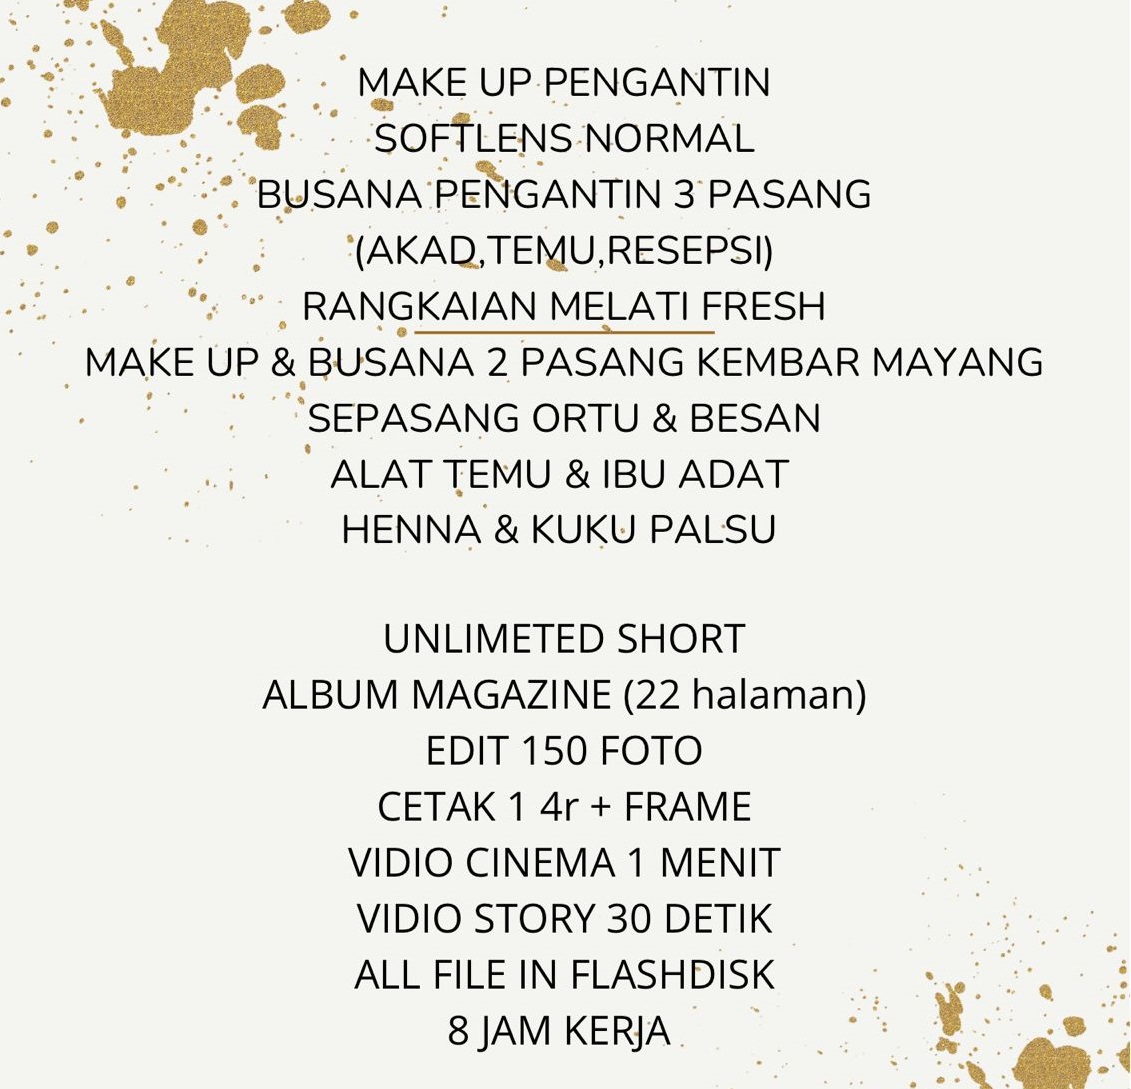 MAKE UP PENGANTIN
SOFTLENS NORMAL
BUSANA PENGANTIN 3 PASANG
(AKAD,TEMU,RESEPSI)
RANGKAIAN MELATI FRESH
MAKE UP & BUSANA 2 PASANG KEMBAR MAYANG
SEPASANG ORTU & BESAN
ALAT TEMU & IBU ADAT
HENNA & KUKU PALSU
UNLIMETED SHORT
ALBUM MAGAZINE (22 halaman)
EDIT 150 FOTO
CETAK 1 4r + FRAME
VIDIO CINEMA 1 MENIT
VIDIO STORY 30 DETIK
ALL FILE IN FLASHDISK
8 JAM KERJA